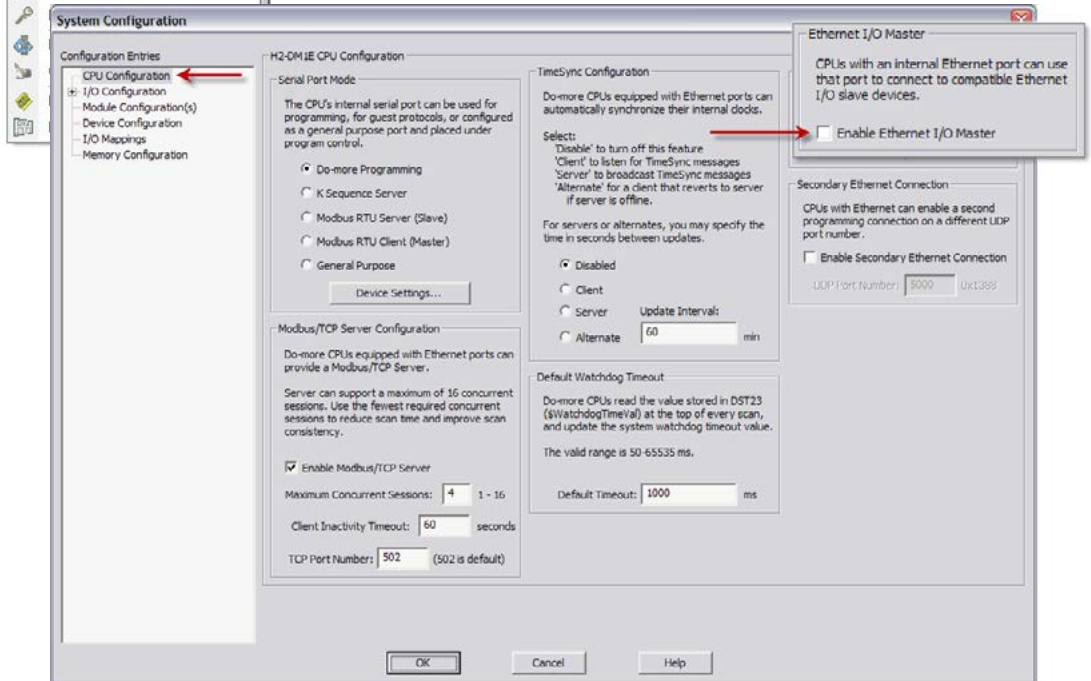 System Configuration
Configuration Entries
CPU Configuration
I/O Configuration
Module Configuration(s)
Device Configuration
I/O Mappings
Memory Configuration
H2-DM1E CPU Configuration
Serial Port Mode
The CPU's internal serial port can be used for
programming, for guest protocols, or configured
as a general purpose port and placed under
program control.
Do-more Programming
K Sequence Server
Modbus RTU Server (Slave)
Modbus RTU Client (Master)
General Purpose
Device Settings...
Modbus/TCP Server Configuration
Do-more CPUs equipped with Ethernet ports can
provide a Modbus/TCP Server.
Server can support a maximum of 16 concurrent
sessions. Use the fewest required concurrent
sessions to reduce scan time and improve scan
consistency.
Enable Modbus/TCP Server
Maximum Concurrent Sessions: 4 1 - 16
Client Inactivity Timeout: 60 seconds
TCP Port Number: 502 (502 is default)
TimeSync Configuration
Do-more CPUs equipped with Ethernet ports can
automatically synchronize their internal clocks.
Select:
'Disable' to turn off this feature
'Client' to listen for TimeSync messages
'Server' to broadcast TimeSync messages
'Alternate' for a client that reverts to server
if server is offline.
For servers or alternates, you may specify the
time in seconds between updates.
Disabled
Client
Server Update Interval:
Alternate 60 min
Default Watchdog Timeout
Do-more CPUs read the value stored in DST23
($WatchdogTimeVal) at the top of every scan,
and update the system watchdog timeout value.
The valid range is 50-65535 ms.
Default Timeout: 1000 ms
Ethernet I/O Master
CPUs with an internal Ethernet port can use
that port to connect to compatible Ethernet
I/O slave devices.
Enable Ethernet I/O Master
Secondary Ethernet Connection
CPUs with Ethernet can enable a second
programming connection on a different UDP
port number.
Enable Secondary Ethernet Connection
UDP Port Number: 5000 0x1388
OK Cancel Help